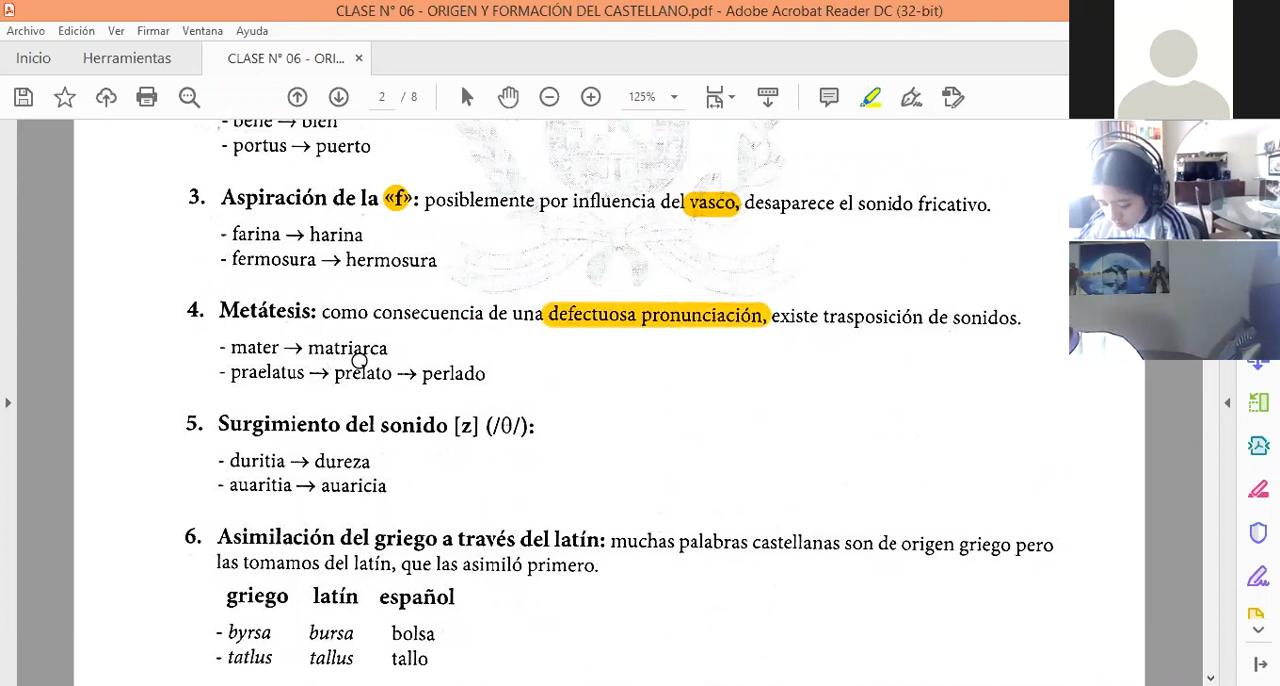 CLASE N° 06 - ORIGEN Y FORMACIÓN DEL CASTELLANO.pdf - Adobe Acrobat Reader DC (32-bit)
Archivo Edición Ver Firmar Ventana Ayuda
Inicio Herramientas CLASE N° 06 - ORI... ×
2 / 8 125%
- bene → bien
- portus → puerto
3. Aspiración de la «f»: posiblemente por influencia del vasco, desaparece el sonido fricativo.
- farina → harina
- fermosura → hermosura
4. Metátesis: como consecuencia de una defectuosa pronunciación, existe trasposición de sonidos.
- mater → matriarca
- praelatus → prelato → perlado
5. Surgimiento del sonido [z] (/θ/):
- duritia → dureza
- auaritia → auaricia
6. Asimilación del griego a través del latín: muchas palabras castellanas son de origen griego pero
las tomamos del latín, que las asimiló primero.
griego latín español
- byrsa bursa bolsa
- tatlus tallus tallo